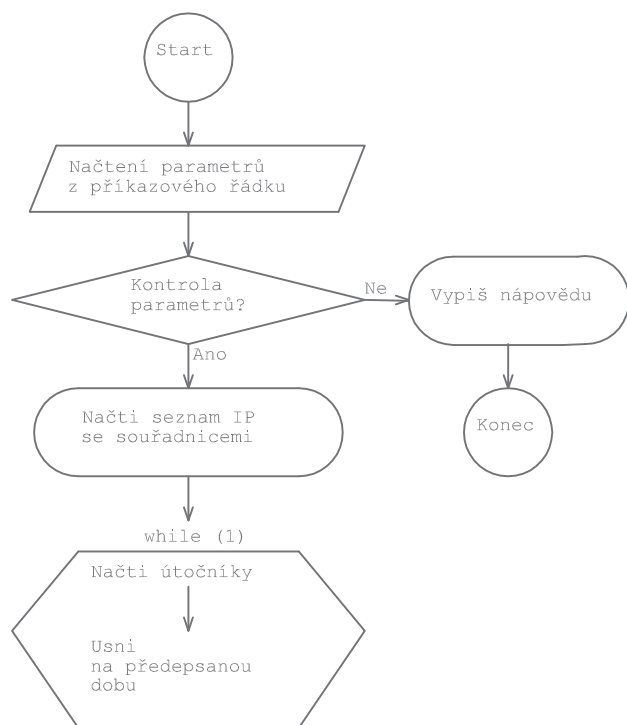 Start
Načtení parametrů
z příkazového řádku
Kontrola
parametrů?
Ne
Vypiš nápovědu
Ano
Načti seznam IP
se souřadnicemi
Konec
while (1)
Načti útočníky
Usni
na předepsanou
dobu